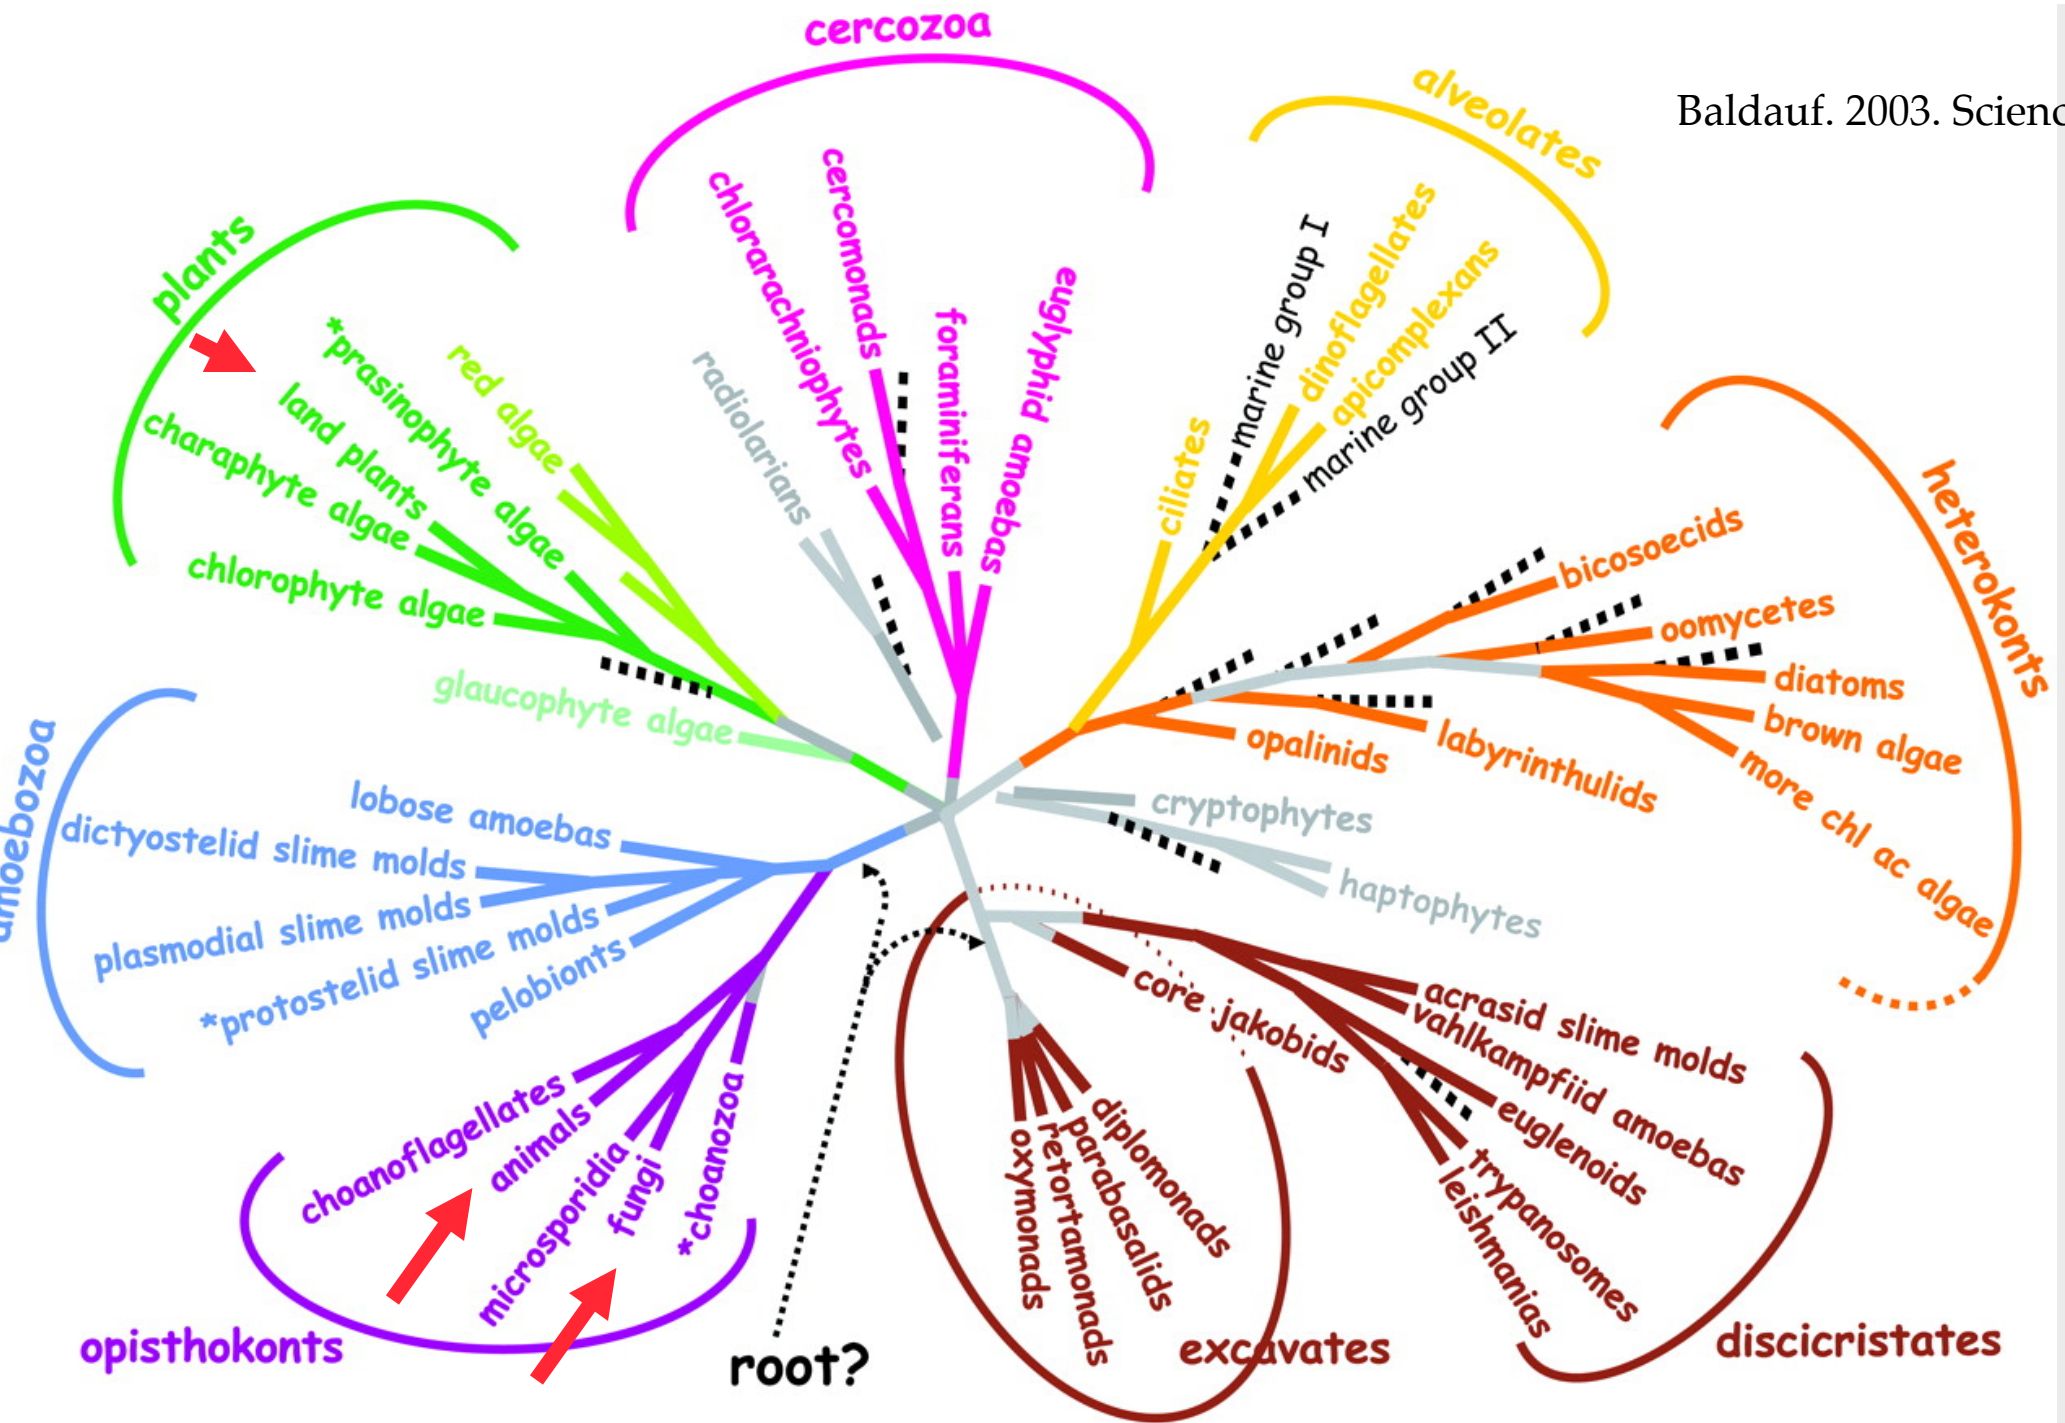 cercozoa
alveolates
Baldauf. 2003. Scienc
plants
heterokonts
chlorarachniophytes
cercomonads
foraminiferans
euglyphid amoebas
radiolarians
marine group I
dinoflagellates
apicomplexans
marine group II
ciliates
*prasinophyte algae
red algae
land plants
charaphyte algae
chlorophyte algae
glaucophyte algae
bicosoecids
oomycetes
diatoms
brown algae
more chl ac algae
labyrinthulids
opalinids
cryptophytes
haptophytes
amoebozoa
lobose amoebas
dictyostelid slime molds
plasmodial slime molds
*protostelid slime molds
pelobionts
choanoflagellates
animals
microsporidia
fungi
*choanozoa
opisthokonts
root?
core jakobids
diplomonads
parabasalids
retortamonads
oxymonads
excavates
acrasid slime molds
vahlkampfiid amoebas
euglenoids
trypanosomes
leishmanias
discicristates